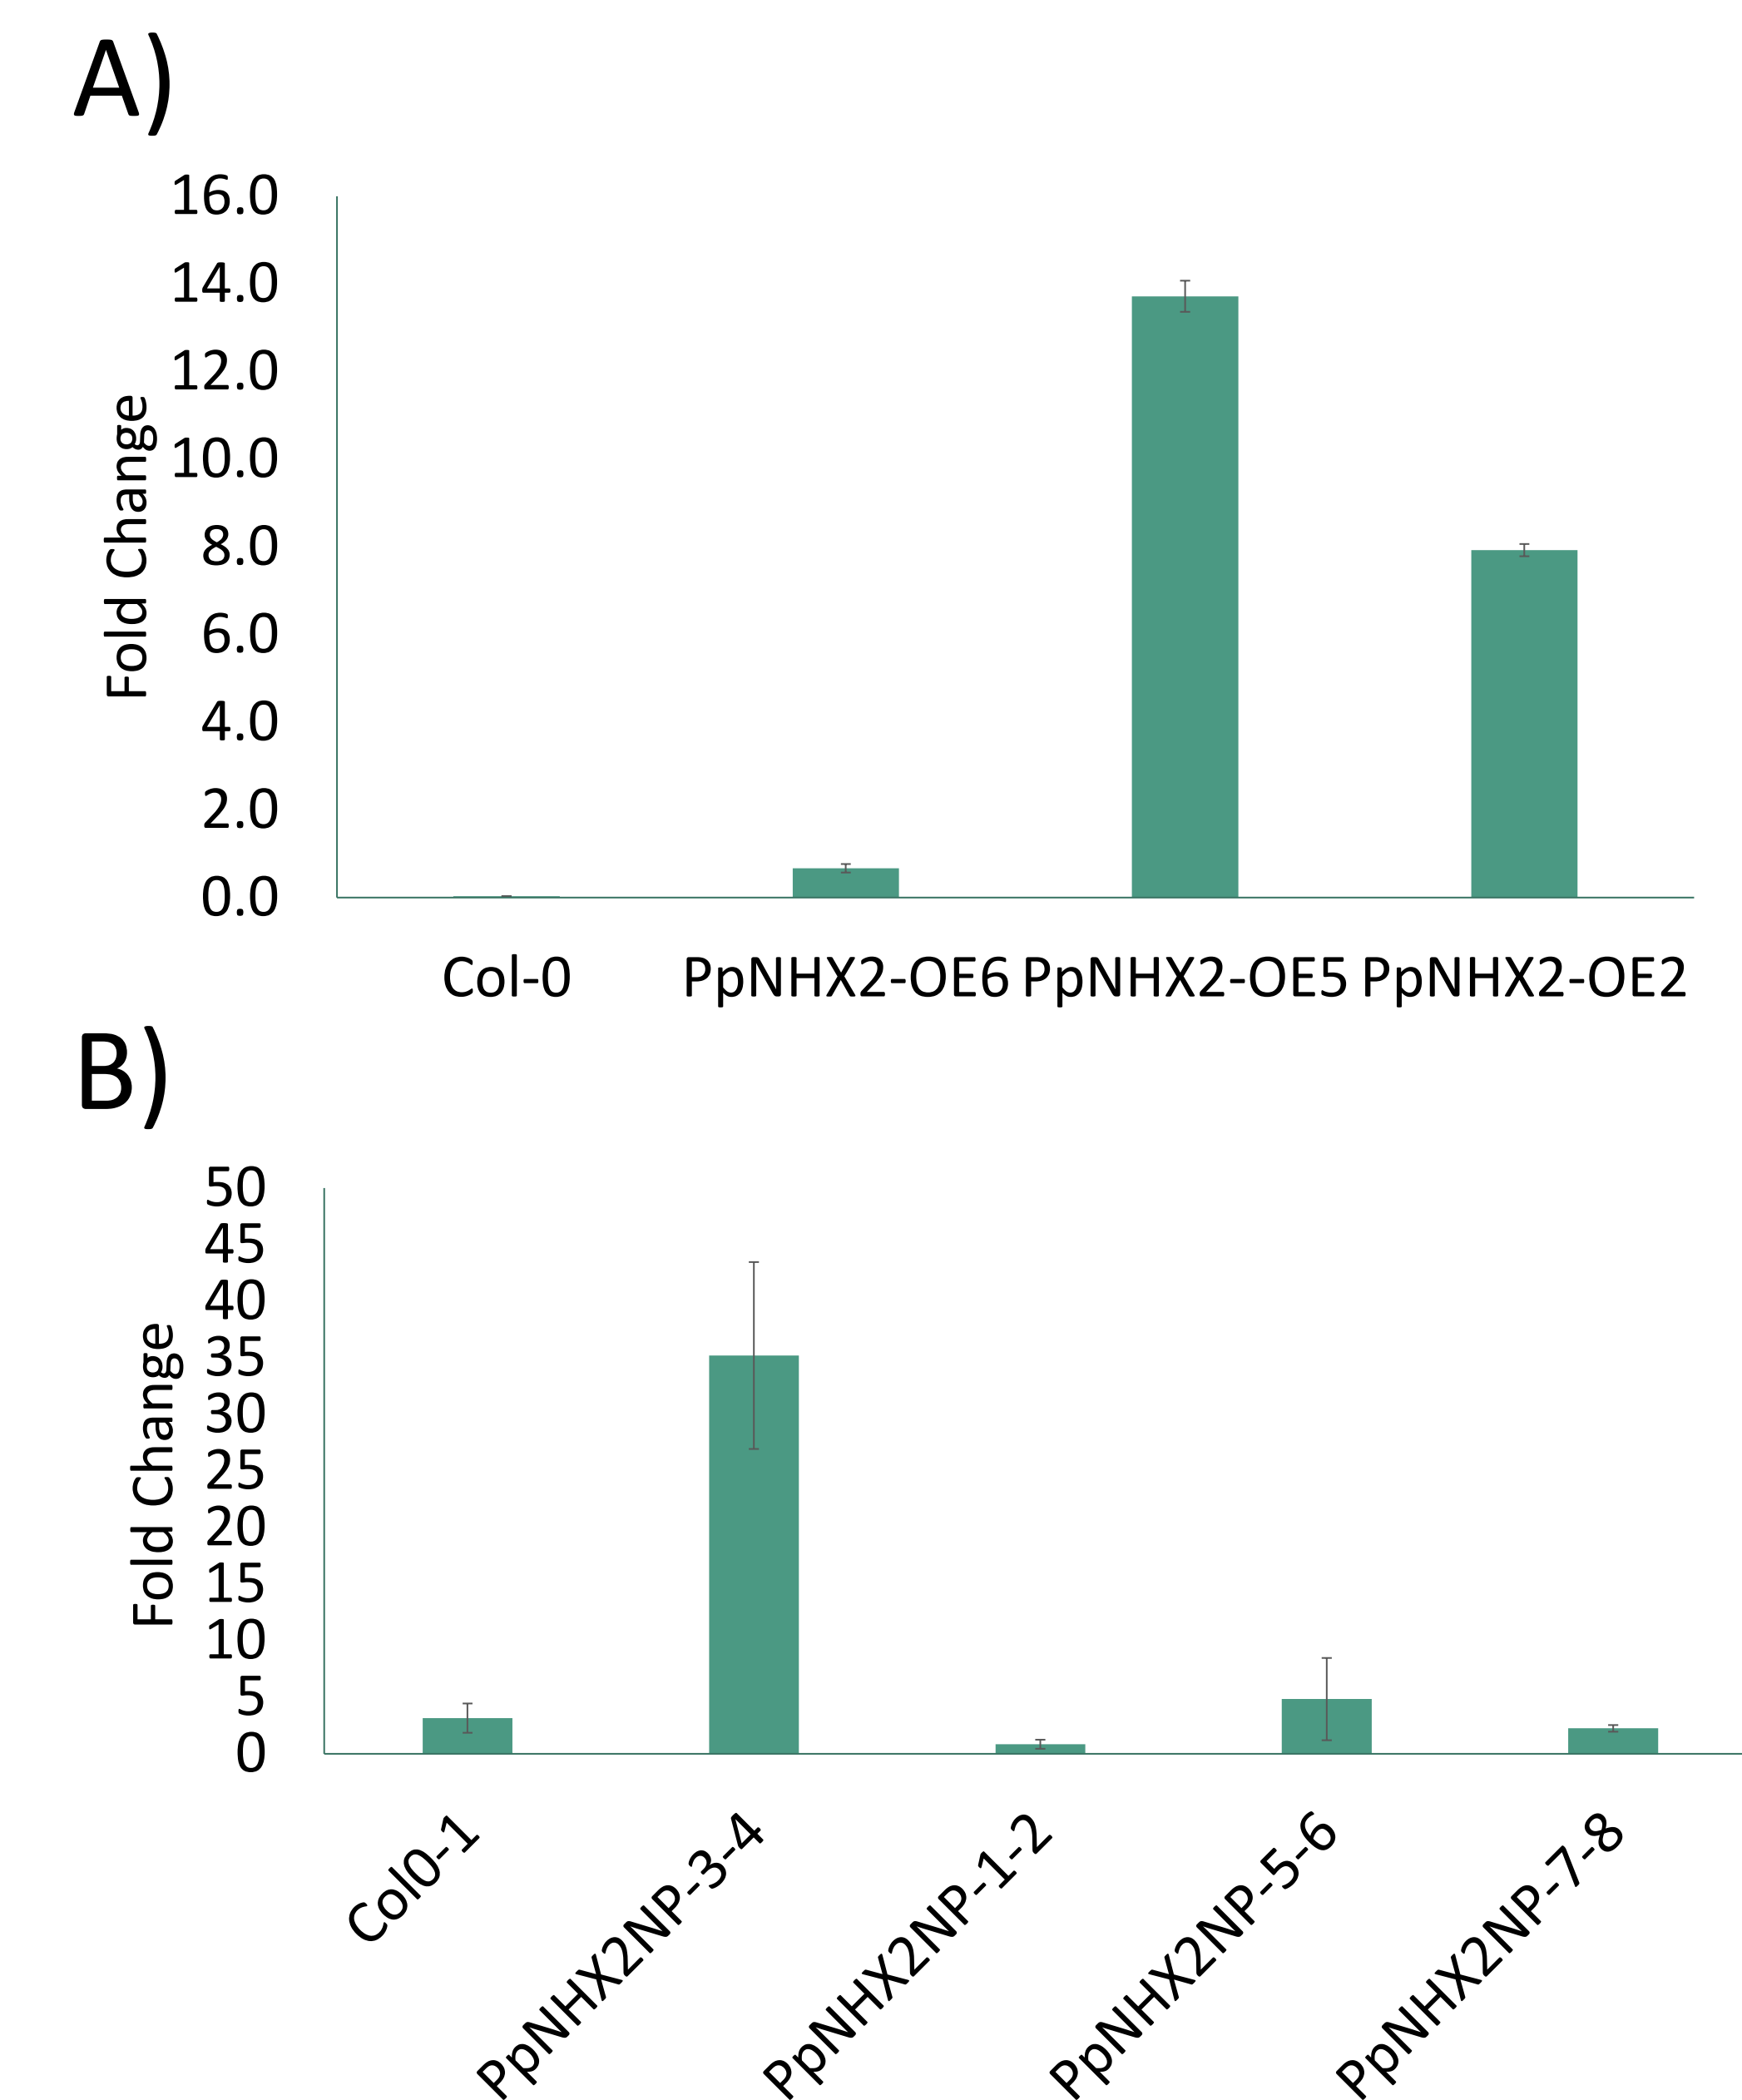 A)
16.0
14.0
12.0
10.0
8.0
6.0
4.0
2.0
0.0
Fold Change
Col-0 PpNHX2-OE6 PpNHX2-OE5 PpNHX2-OE2
B)
50
45
40
35
30
25
20
15
10
5
0
Fold Change
Col0-1
PpNHX2NP-3-4
PpNHX2NP-1-2
PpNHX2NP-5-6
PpNHX2NP-7-8